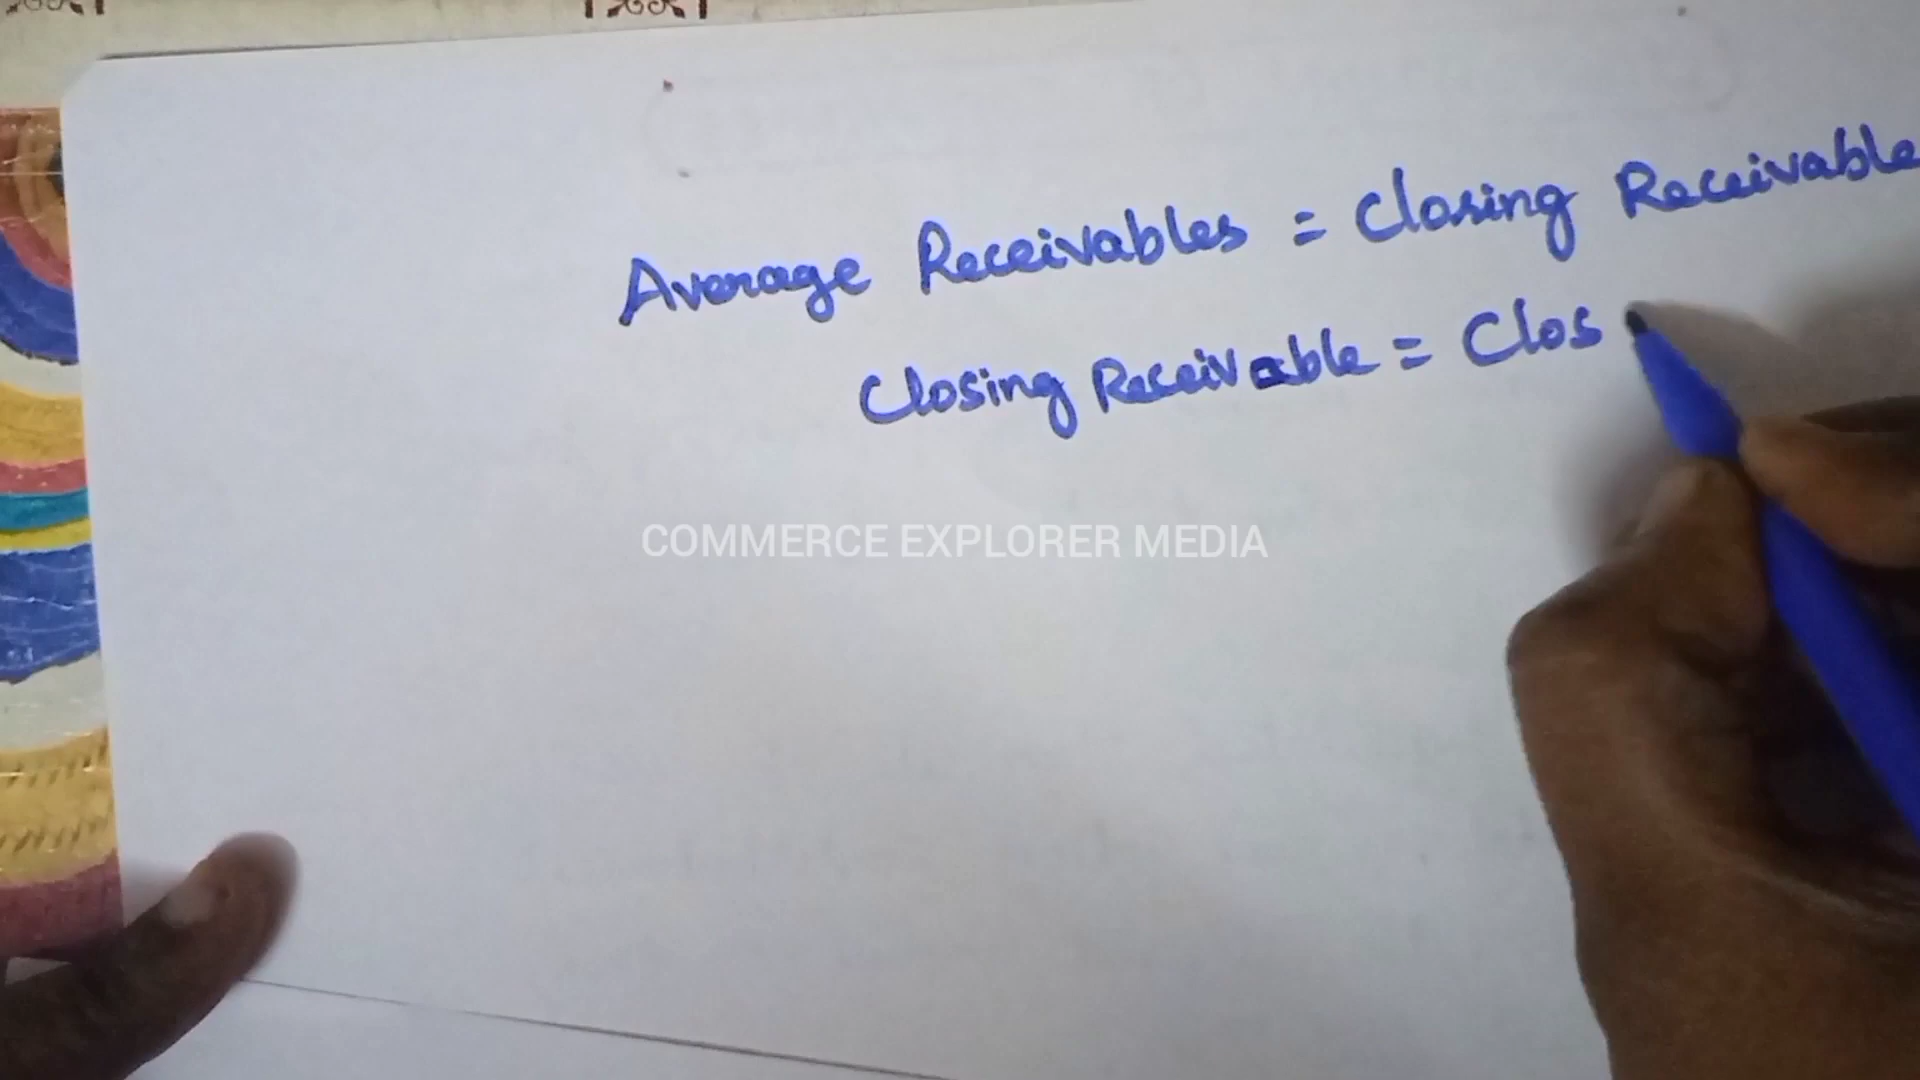 Average Receivables = Closing Receivable
Closing Receivable = Clos
COMMERCE EXPLORER MEDIA